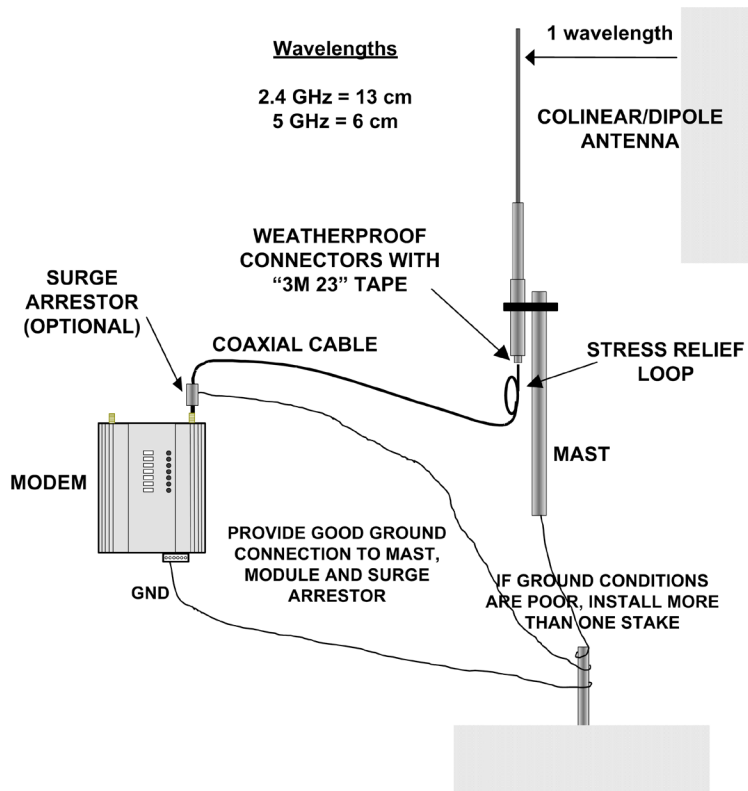 Wavelengths
2.4 GHz = 13 cm
5 GHz = 6 cm
1 wavelength
COLINEAR/DIPOLE
ANTENNA
WEATHERPROOF
CONNECTORS WITH
“3M 23” TAPE
SURGE
ARRESTOR
(OPTIONAL)
COAXIAL CABLE
STRESS RELIEF
LOOP
MAST
MODEM
PROVIDE GOOD GROUND
CONNECTION TO MAST,
MODULE AND SURGE
ARRESTOR
GND
IF GROUND CONDITIONS
ARE POOR, INSTALL MORE
THAN ONE STAKE